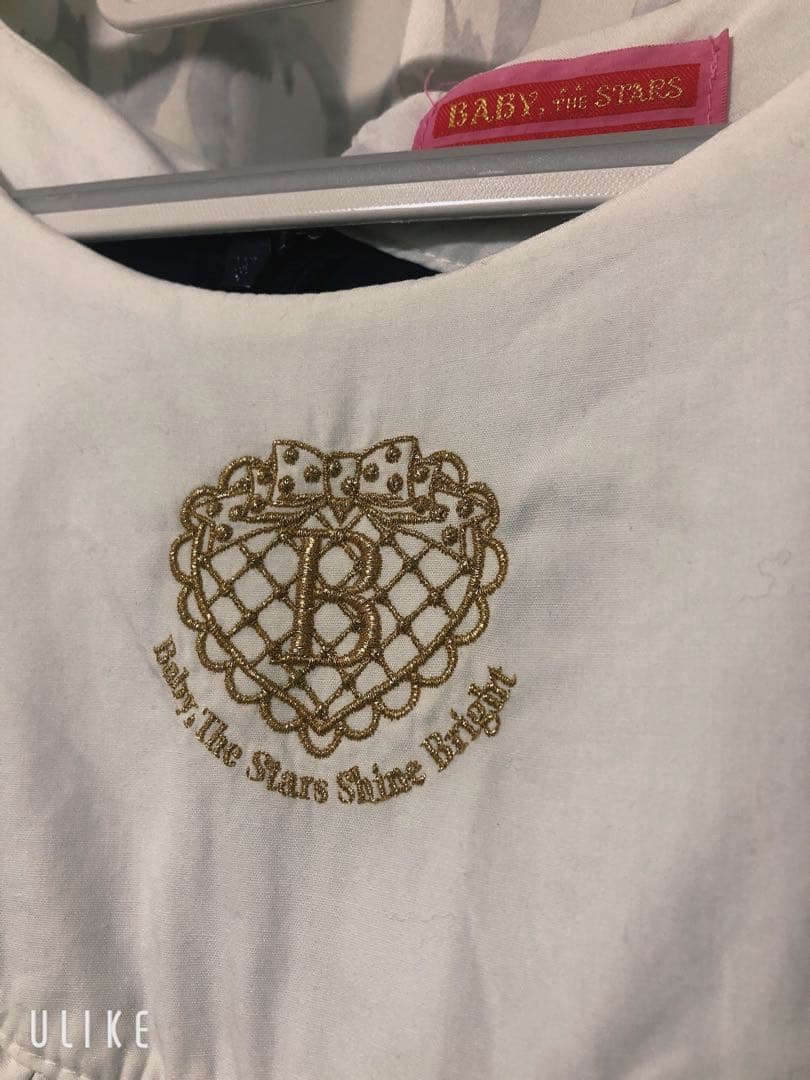 BABY, THE STARS
B
Baby, The Stars Shine Bright
ULIKE